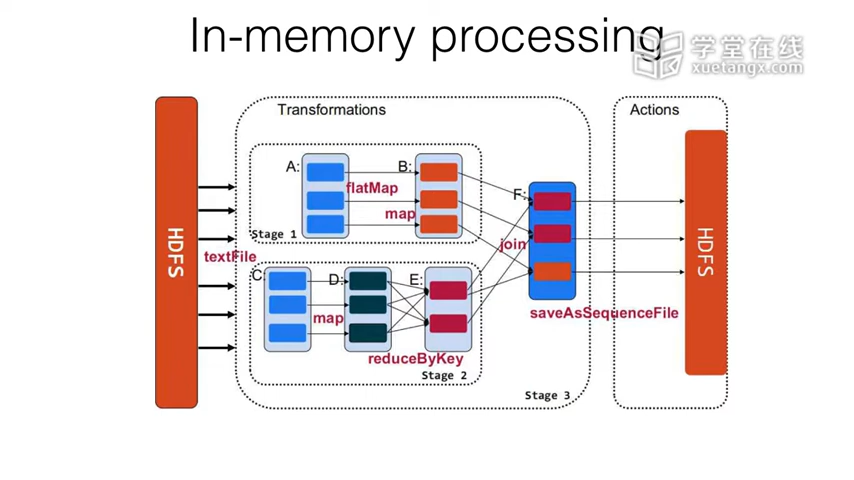 In-memory processing
学堂在线
xuetangx.com
Transformations
Actions
A:
B:
flatMap
map
Stage 1
F:
join
HDFS
textFile
HDFS
C:
D:
E:
map
saveAsSequenceFile
reduceByKey
Stage 2
Stage 3